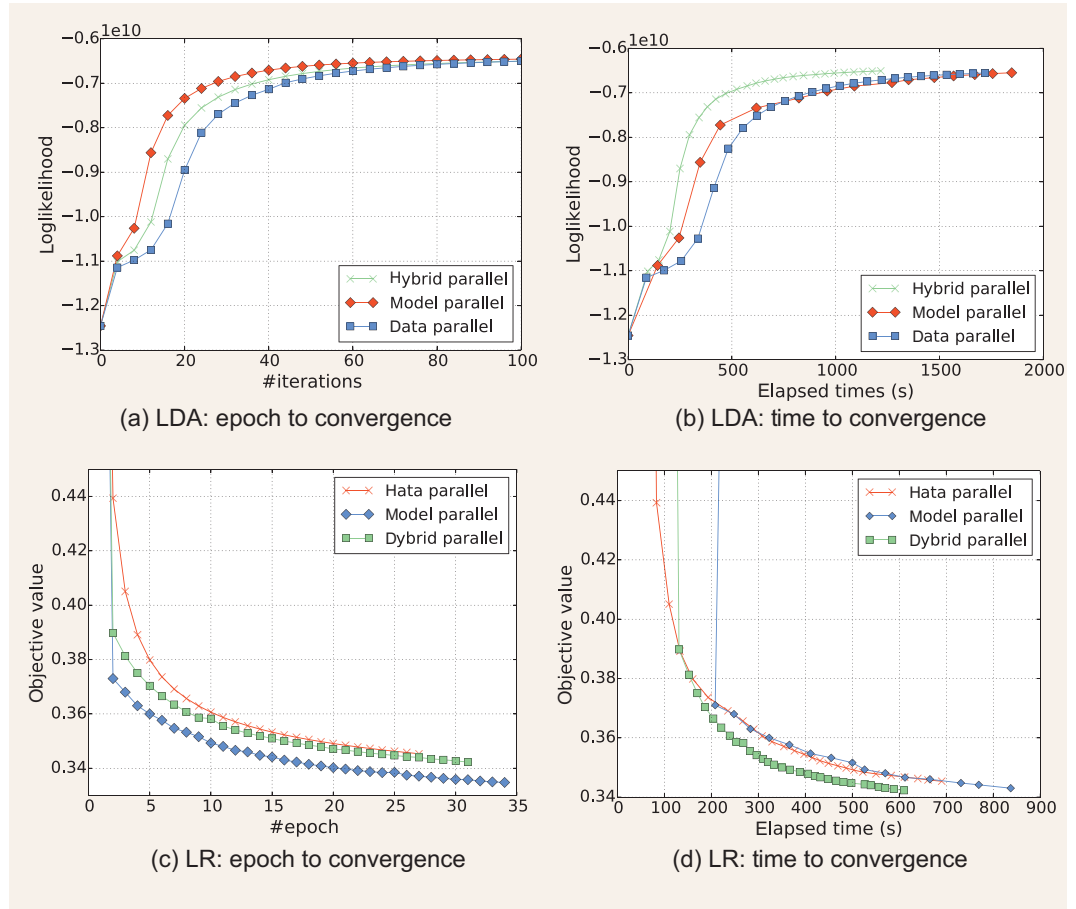 −0.6 1e10
−0.7
−0.8
−0.9
−1.0
−1.1
−1.2
−1.3
Loglikelihood
Hybrid parallel
Model parallel
Data parallel
0 20 40 60 80 100
#iterations
(a) LDA: epoch to convergence
−0.6 1e10
−0.7
−0.8
−0.9
−1.0
−1.1
−1.2
−1.3
Loglikelihood
Hybrid parallel
Model parallel
Data parallel
0 500 1000 1500 2000
Elapsed times (s)
(b) LDA: time to convergence
0.44
0.42
0.40
0.38
0.36
0.34
Objective value
Hata parallel
Model parallel
Dybrid parallel
0 5 10 15 20 25 30 35
#epoch
(c) LR: epoch to convergence
0.44
0.42
0.40
0.38
0.36
0.34
Objective value
Hata parallel
Model parallel
Dybrid parallel
0 100 200 300 400 500 600 700 800 900
Elapsed time (s)
(d) LR: time to convergence